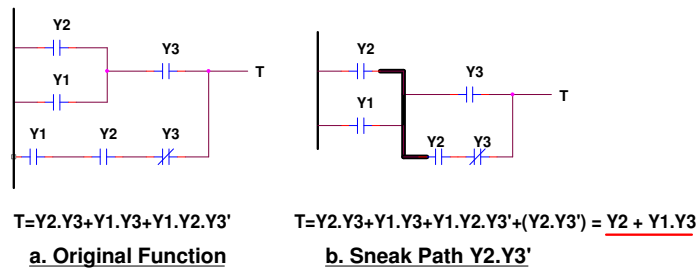 Y2
Y3
T
Y1
Y1 Y2 Y3
T=Y2.Y3+Y1.Y3+Y1.Y2.Y3'
a. Original Function
Y2
Y3
T
Y1
Y2 Y3
T=Y2.Y3+Y1.Y3+Y1.Y2.Y3'+(Y2.Y3') = Y2 + Y1.Y3
b. Sneak Path Y2.Y3'